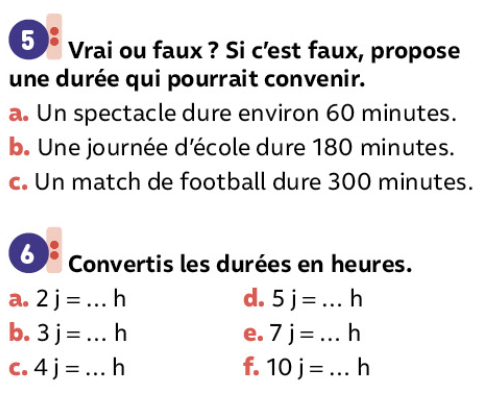 5 Vrai ou faux ? Si c’est faux, propose
une durée qui pourrait convenir.
a. Un spectacle dure environ 60 minutes.
b. Une journée d’école dure 180 minutes.
c. Un match de football dure 300 minutes.
6 Convertis les durées en heures.
a. 2 j = ... h
b. 3 j = ... h
c. 4 j = ... h
d. 5 j = ... h
e. 7 j = ... h
f. 10 j = ... h